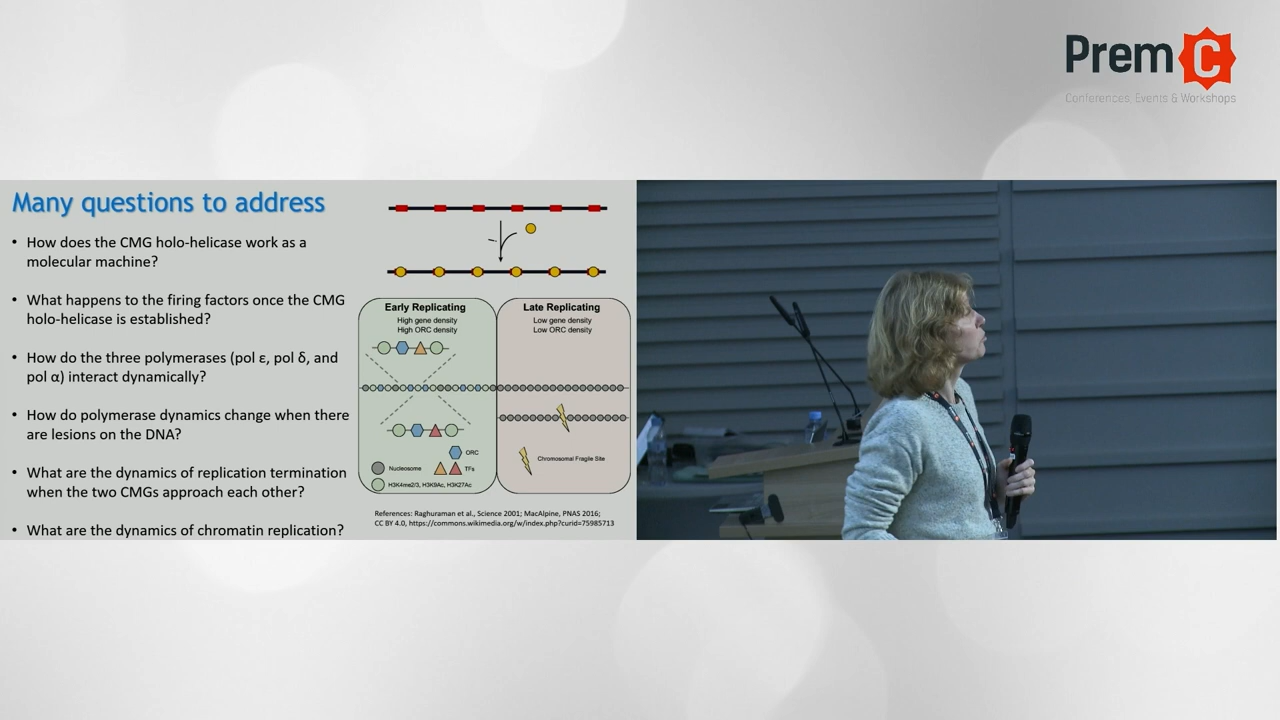 Prem C
Conferences, Events & Workshops
Many questions to address
• How does the CMG holo-helicase work as a
molecular machine?
• What happens to the firing factors once the CMG
holo-helicase is established?
• How do the three polymerases (pol ε, pol δ, and
pol α) interact dynamically?
• How do polymerase dynamics change when there
are lesions on the DNA?
• What are the dynamics of replication termination
when the two CMGs approach each other?
• What are the dynamics of chromatin replication?
Early Replicating
High gene density
High ORC density
Late Replicating
Low gene density
Low ORC density
ORC
Nucleosome
TFs
H3K4me2/3, H3K9Ac, H3K27Ac
Chromosomal Fragile Site
References: Raghuraman et al., Science 2001; MacAlpine, PNAS 2016;
CC BY 4.0, https://commons.wikimedia.org/w/index.php?curid=75985713